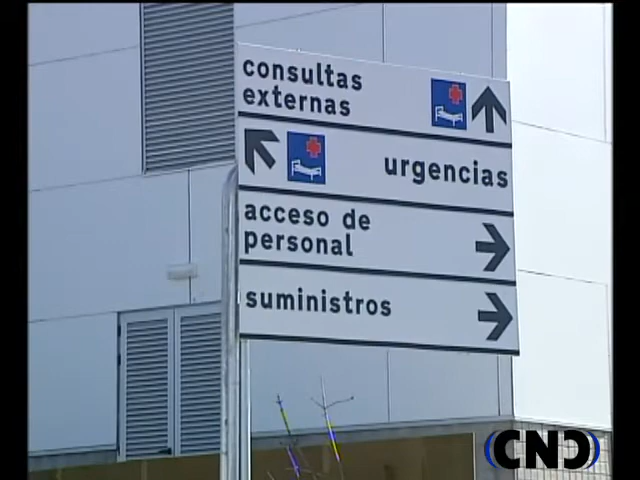 consultas
externas
urgencias
acceso de
personal
suministros
CNC